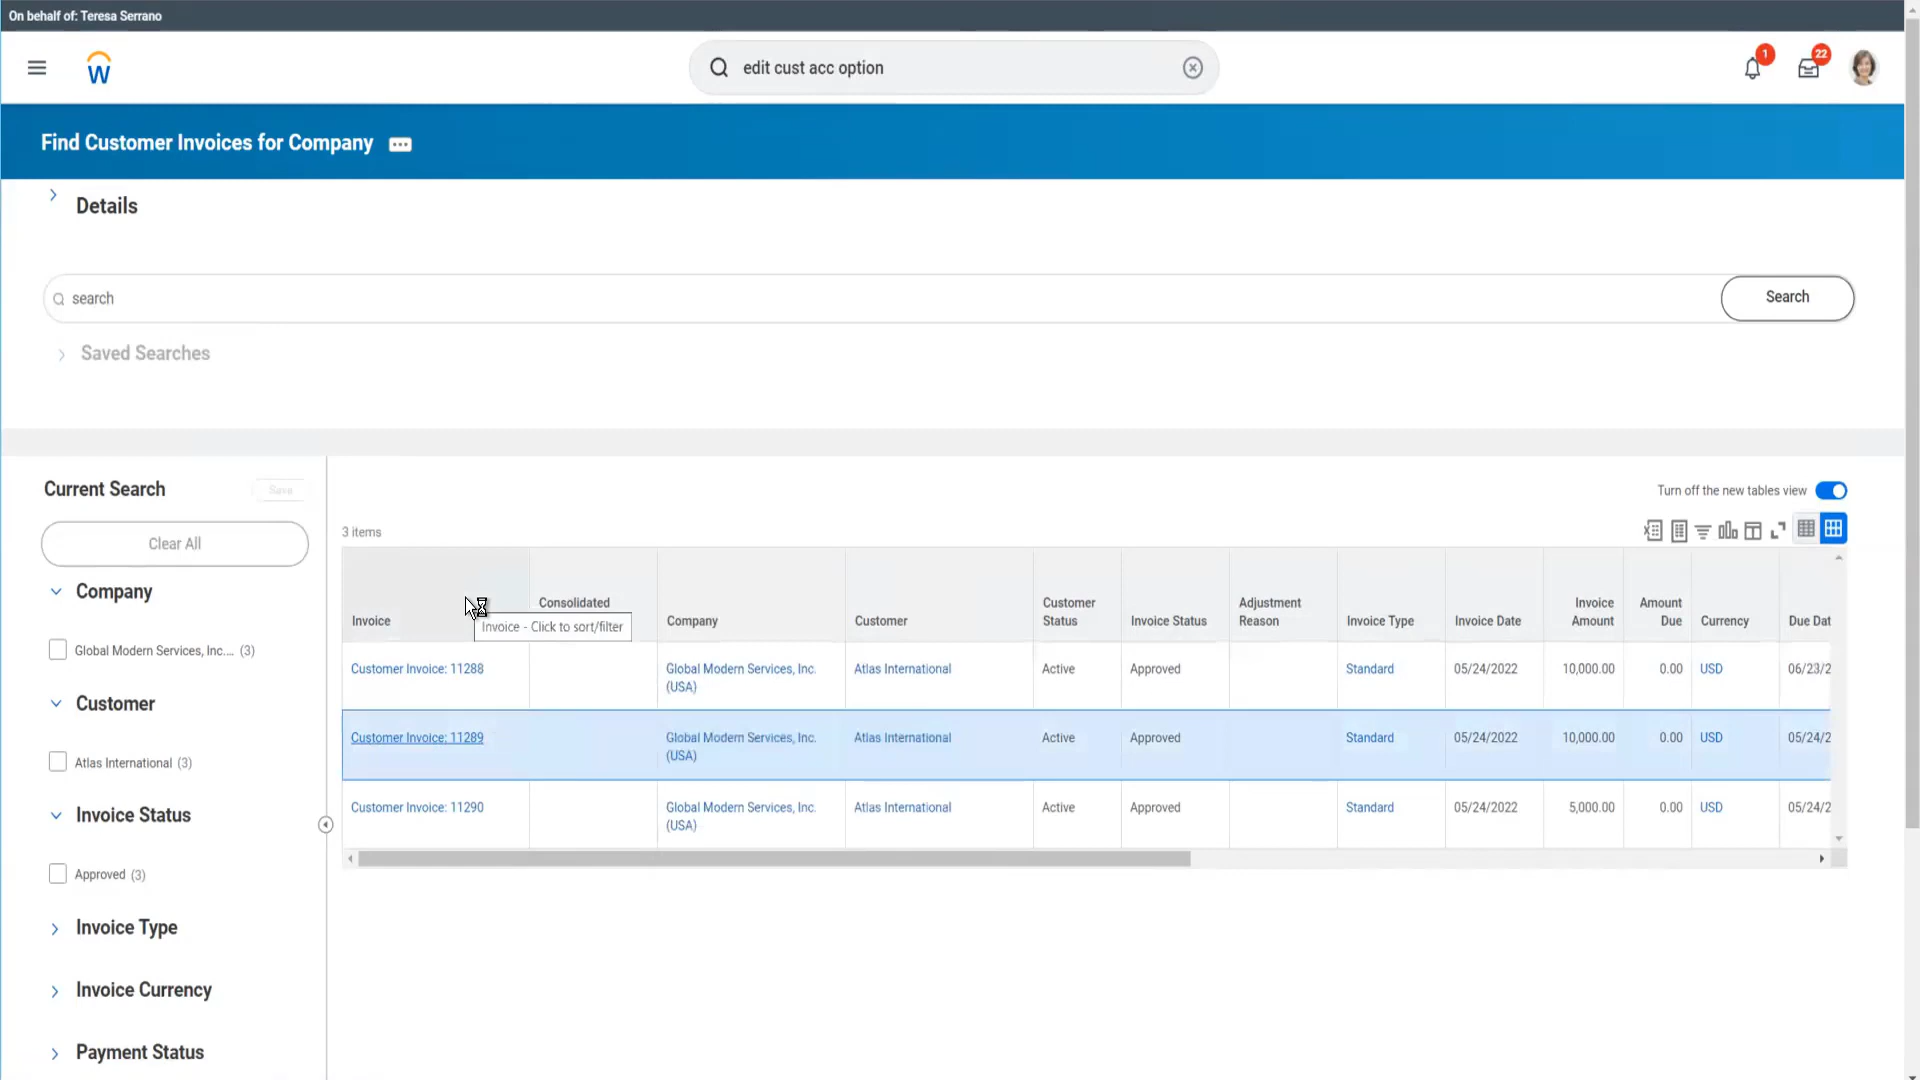 On behalf of: Teresa Serrano
W
edit cust acc option
1
22
Find Customer Invoices for Company
Details
search
Search
Saved Searches
Current Search
Save
Clear All
Company
Global Modern Services, Inc.... (3)
Customer
Atlas International (3)
Invoice Status
Approved (3)
Invoice Type
Invoice Currency
Payment Status
Turn off the new tables view
3 items
Invoice
Consolidated
Company
Customer
Customer Status
Invoice Status
Adjustment Reason
Invoice Type
Invoice Date
Invoice Amount
Amount Due
Currency
Due Dat
Invoice - Click to sort/filter
Customer Invoice: 11288 Global Modern Services, Inc. Atlas International Active Approved Standard 05/24/2022 10,000.00 0.00 USD 06/23/2
(USA)
Customer Invoice: 11289 Global Modern Services, Inc. Atlas International Active Approved Standard 05/24/2022 10,000.00 0.00 USD 05/24/2
(USA)
Customer Invoice: 11290 Global Modern Services, Inc. Atlas International Active Approved Standard 05/24/2022 5,000.00 0.00 USD 05/24/2
(USA)